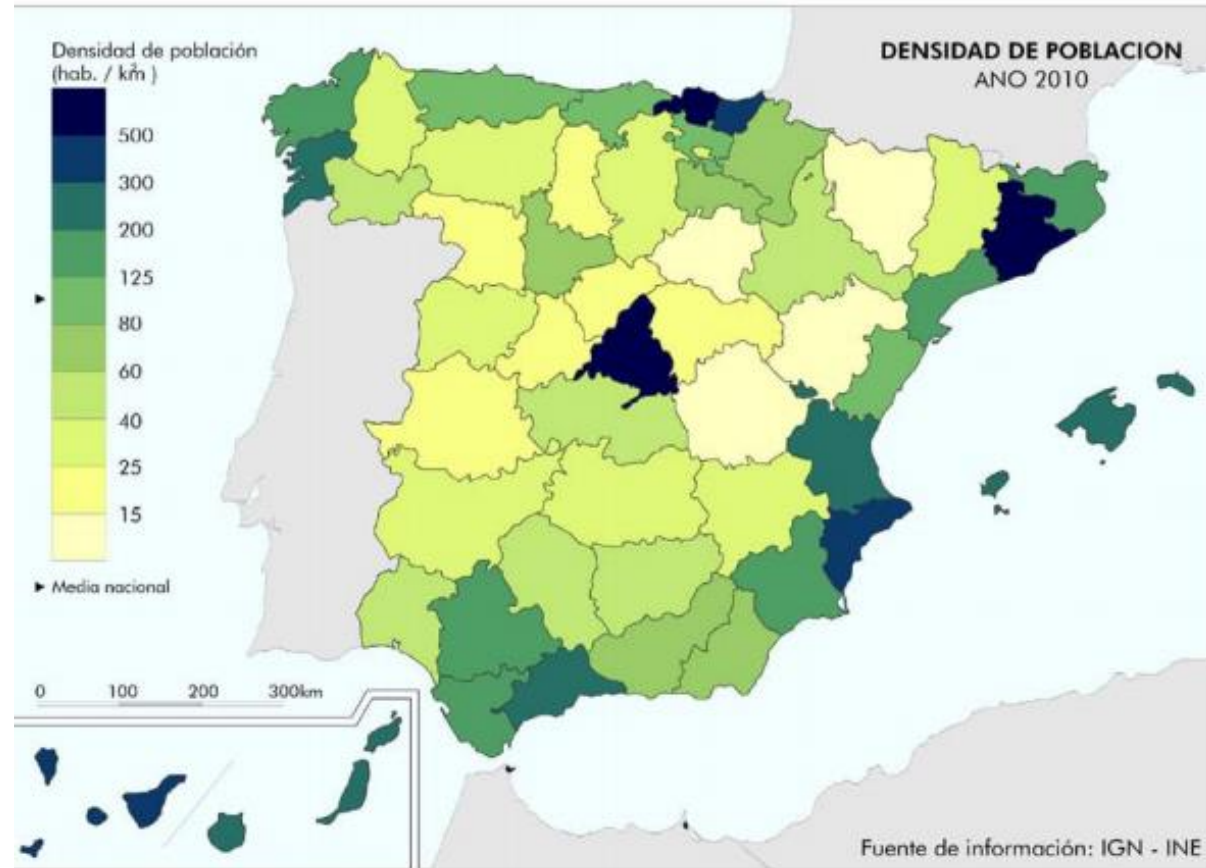 Densidad de población
(hab. / km )
500
300
200
125
80
60
40
25
15
Media nacional
DENSIDAD DE POBLACION
ANO 2010
0 100 200 300km
Fuente de información: IGN - INE